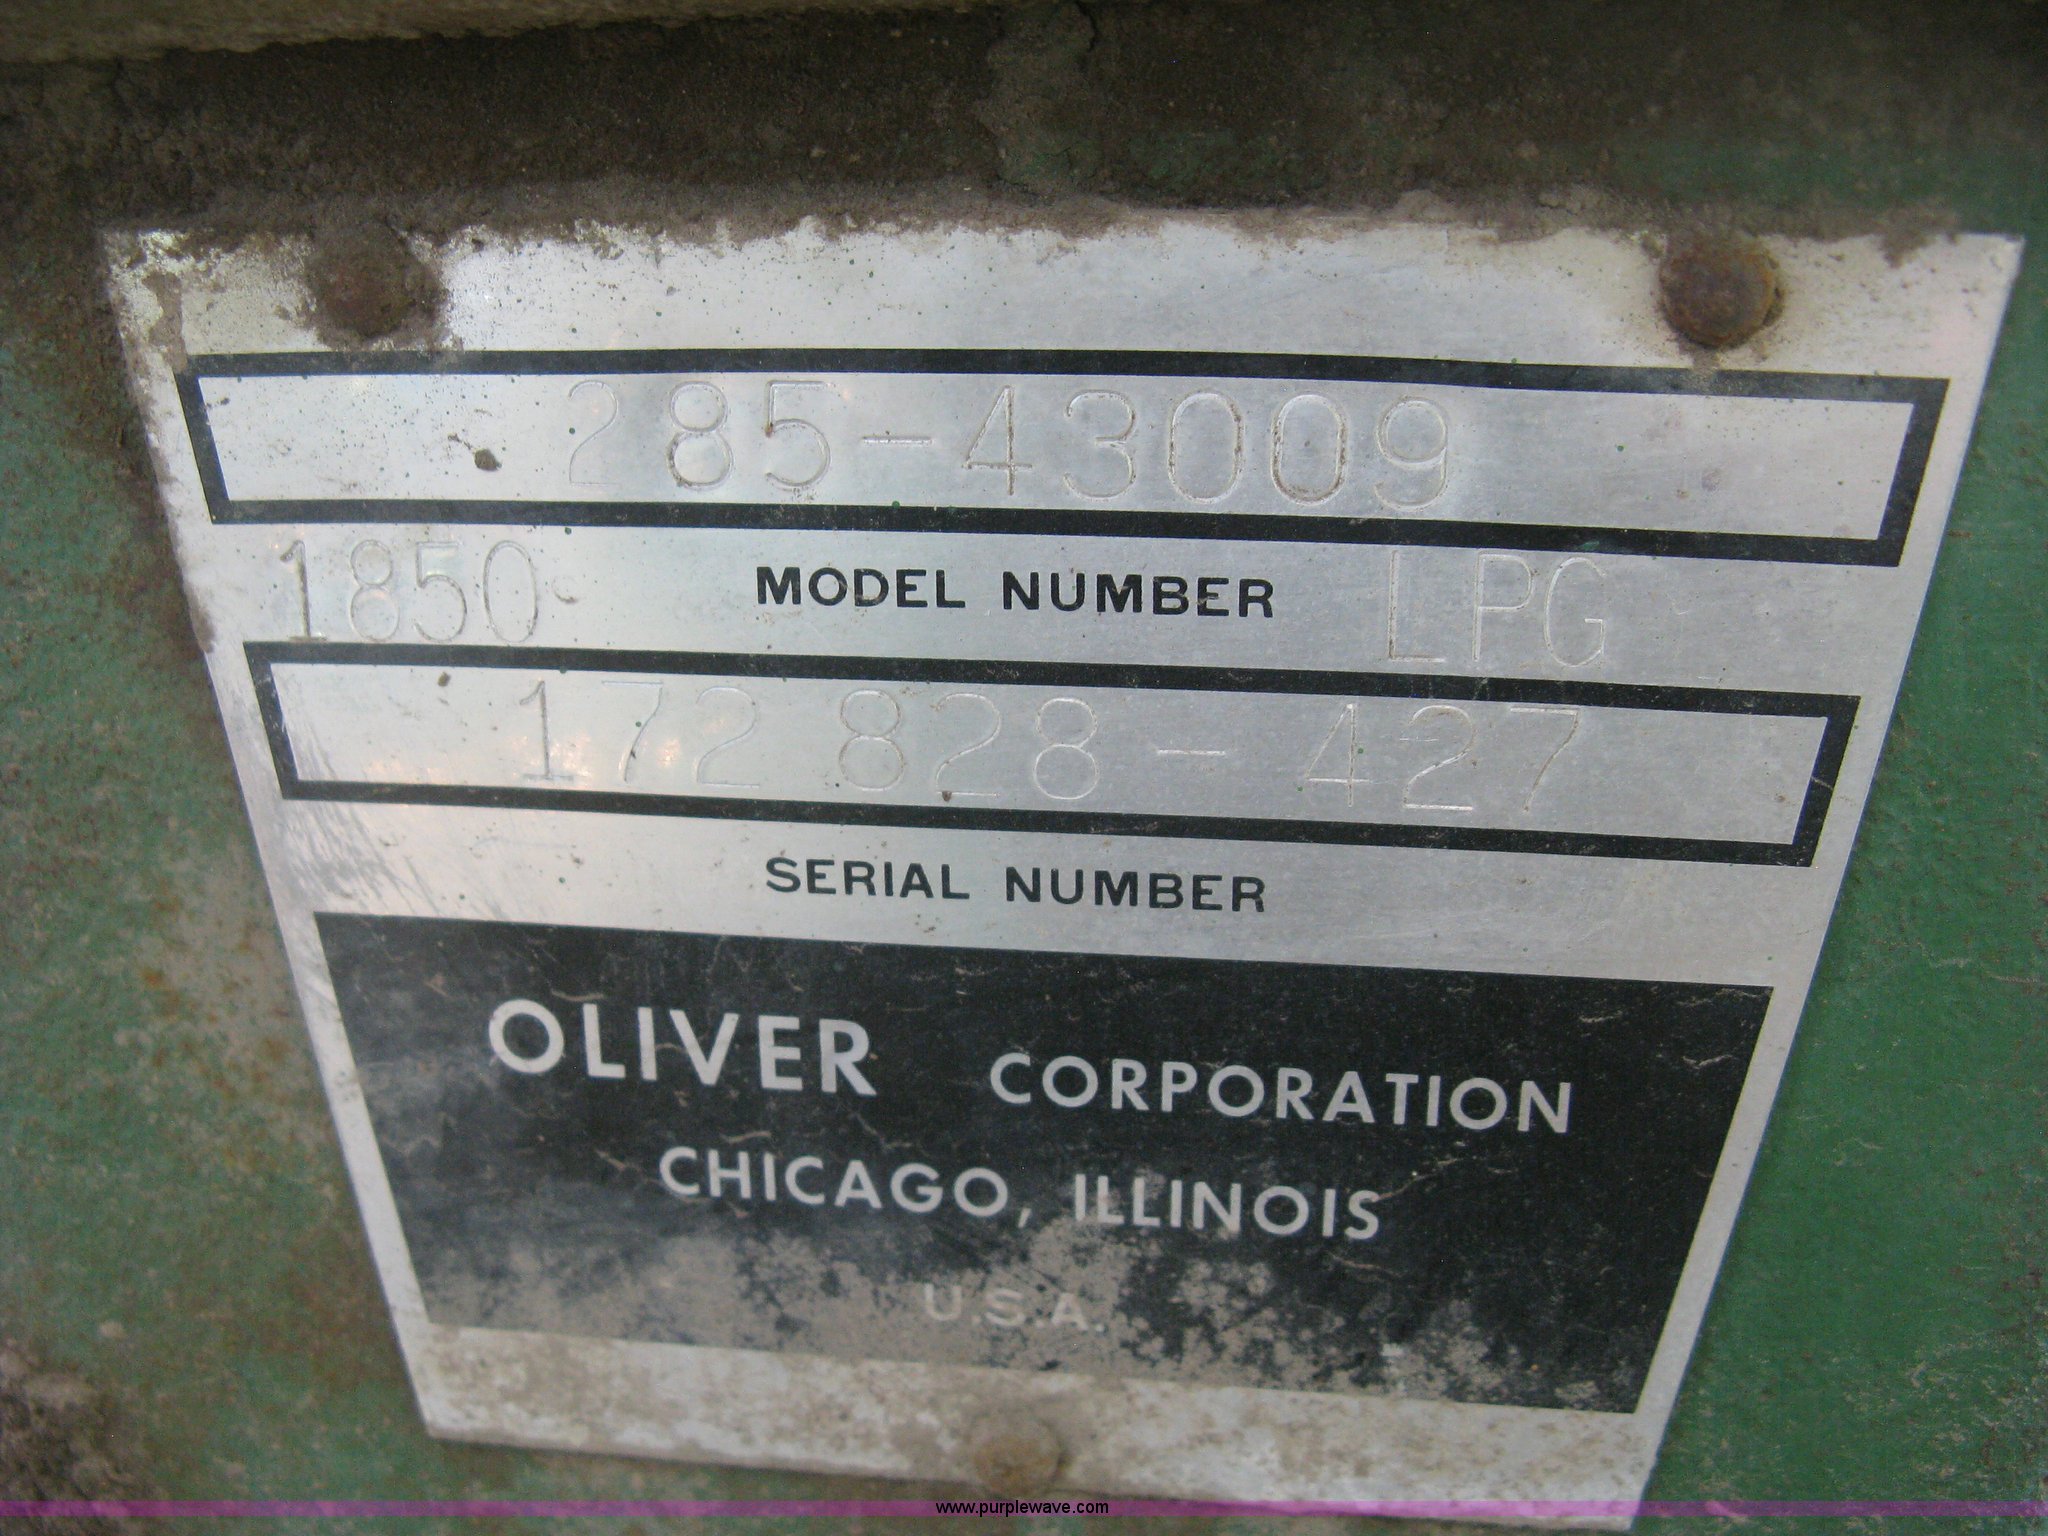 285-43009
1850 MODEL NUMBER LPG
172 828-427
SERIAL NUMBER
OLIVER CORPORATION
CHICAGO, ILLINOIS
U.S.A.
www.purplewave.com